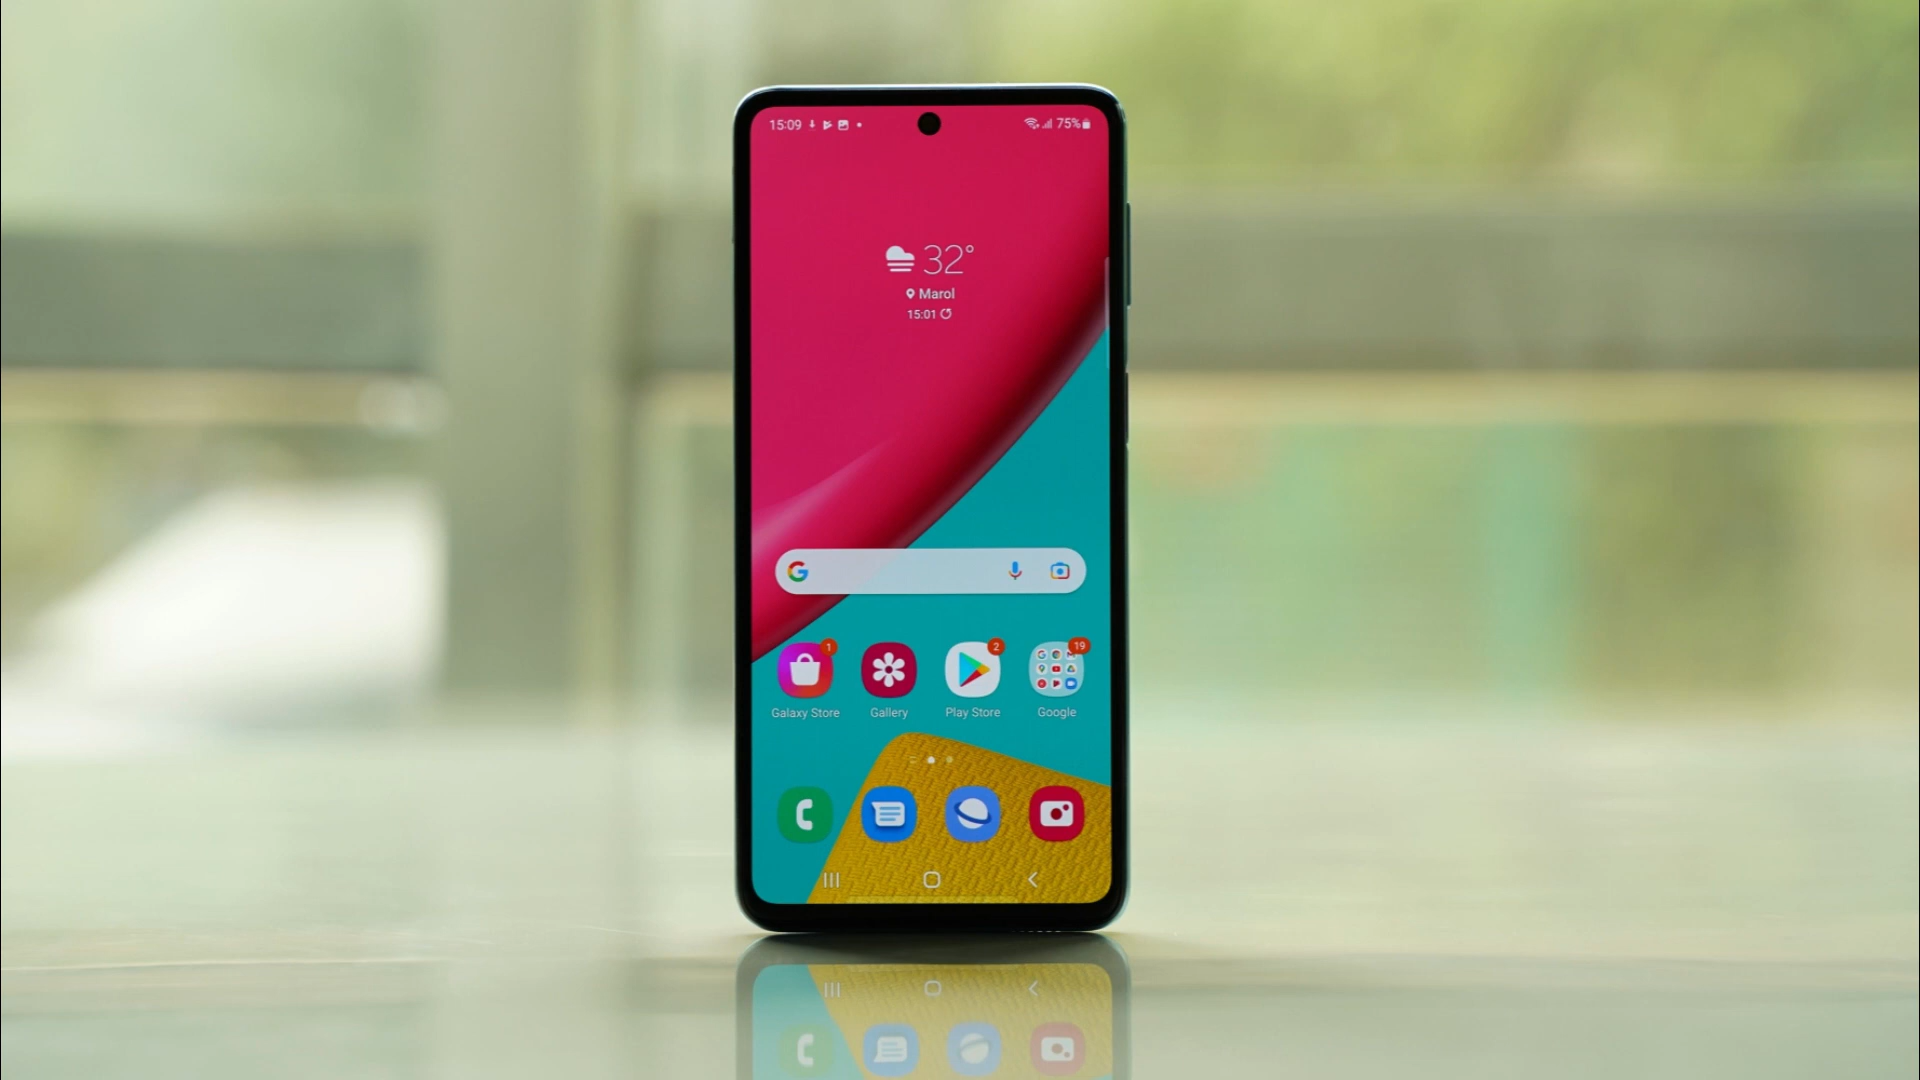 15:09
75%
32°
Marol
15:01
G
1
2
19
Galaxy Store
Gallery
Play Store
Google